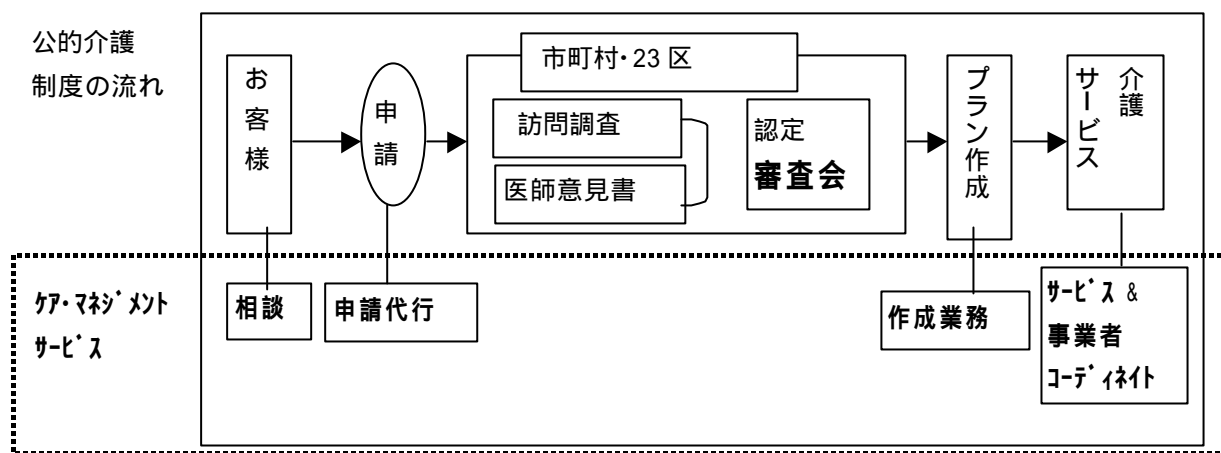 公的介護
制度の流れ
お客様
申請
市町村・23区
訪問調査
医師意見書
認定
審査会
プラン作成
介護
サービス
ｹｱ・ﾏﾈｼﾞﾒﾝﾄ
ｻｰﾋﾞｽ
相談
申請代行
作成業務
ｻｰﾋﾞｽ &
事業者
ｺｰﾃﾞｨﾈｲﾄ